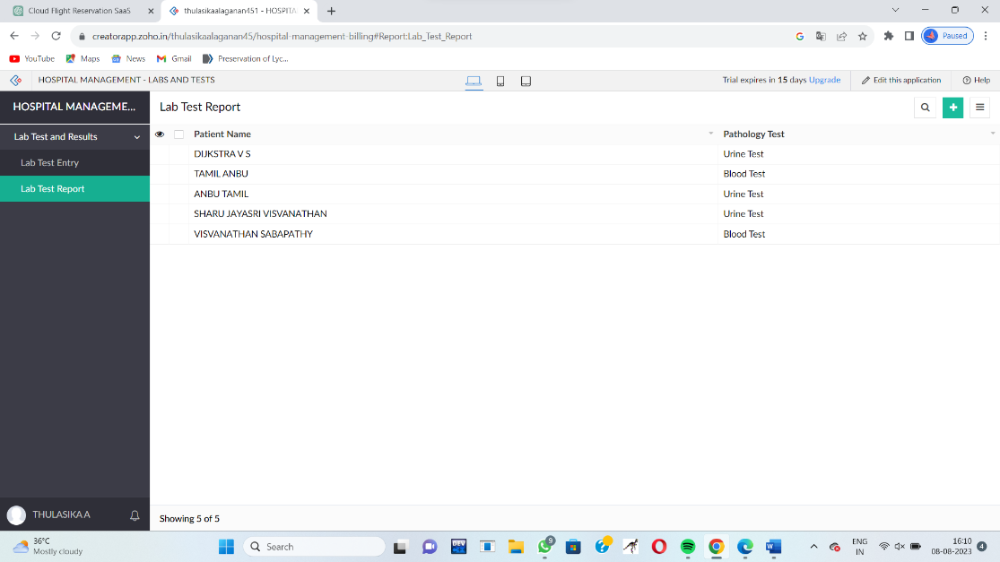 Cloud Flight Reservation SaaS
thulasikaalaganan451 - HOSPITA
creatorapp.zoho.in/thulasikaalaganan45/hospital-management-billing#Report:Lab_Test_Report
Paused
YouTube Maps News Gmail Preservation of Lyc...
HOSPITAL MANAGEMENT - LABS AND TESTS
Trial expires in 15 days Upgrade
Edit this application
Help
HOSPITAL MANAGEME...
Lab Test and Results
Lab Test Entry
Lab Test Report
Lab Test Report
Patient Name Pathology Test
DIJKSTRA V S Urine Test
TAMIL ANBU Blood Test
ANBU TAMIL Urine Test
SHARU JAYASRI VISVANATHAN Urine Test
VISVANATHAN SABAPATHY Blood Test
THULASIKA A
Showing 5 of 5
36°C
Mostly cloudy
Search
DEV
9
ENG
IN
16:10
08-08-2023
4